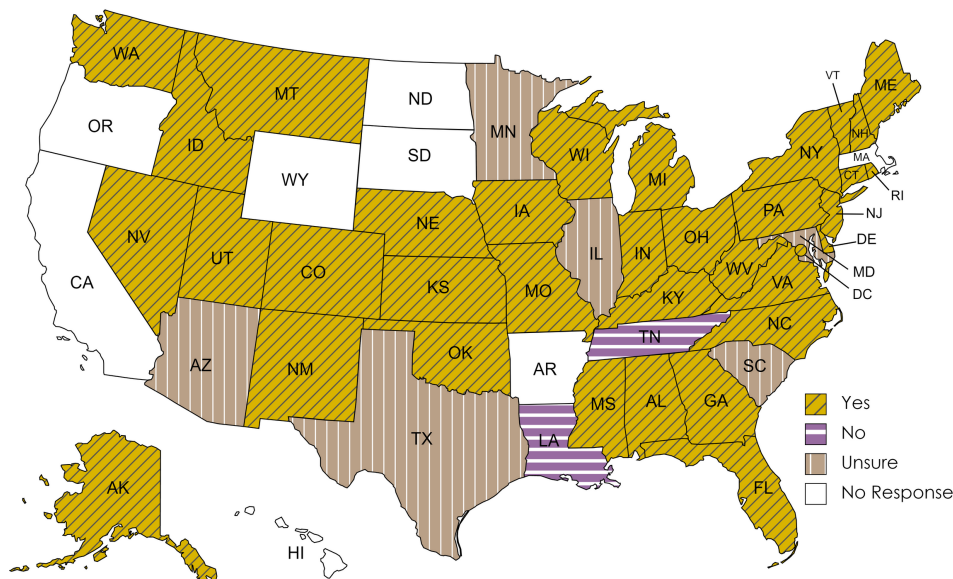 WA
MT
ND
MN
VT
ME
OR
ID
SD
WI
MI
NY
NH
MA
CT
RI
WY
NE
IA
PA
NJ
NV
UT
CO
KS
MO
IL
IN
OH
WV
VA
DE
MD
DC
CA
KY
AZ
NM
OK
AR
TN
NC
SC
TX
LA
MS
AL
GA
FL
AK
HI
Yes
No
Unsure
No Response